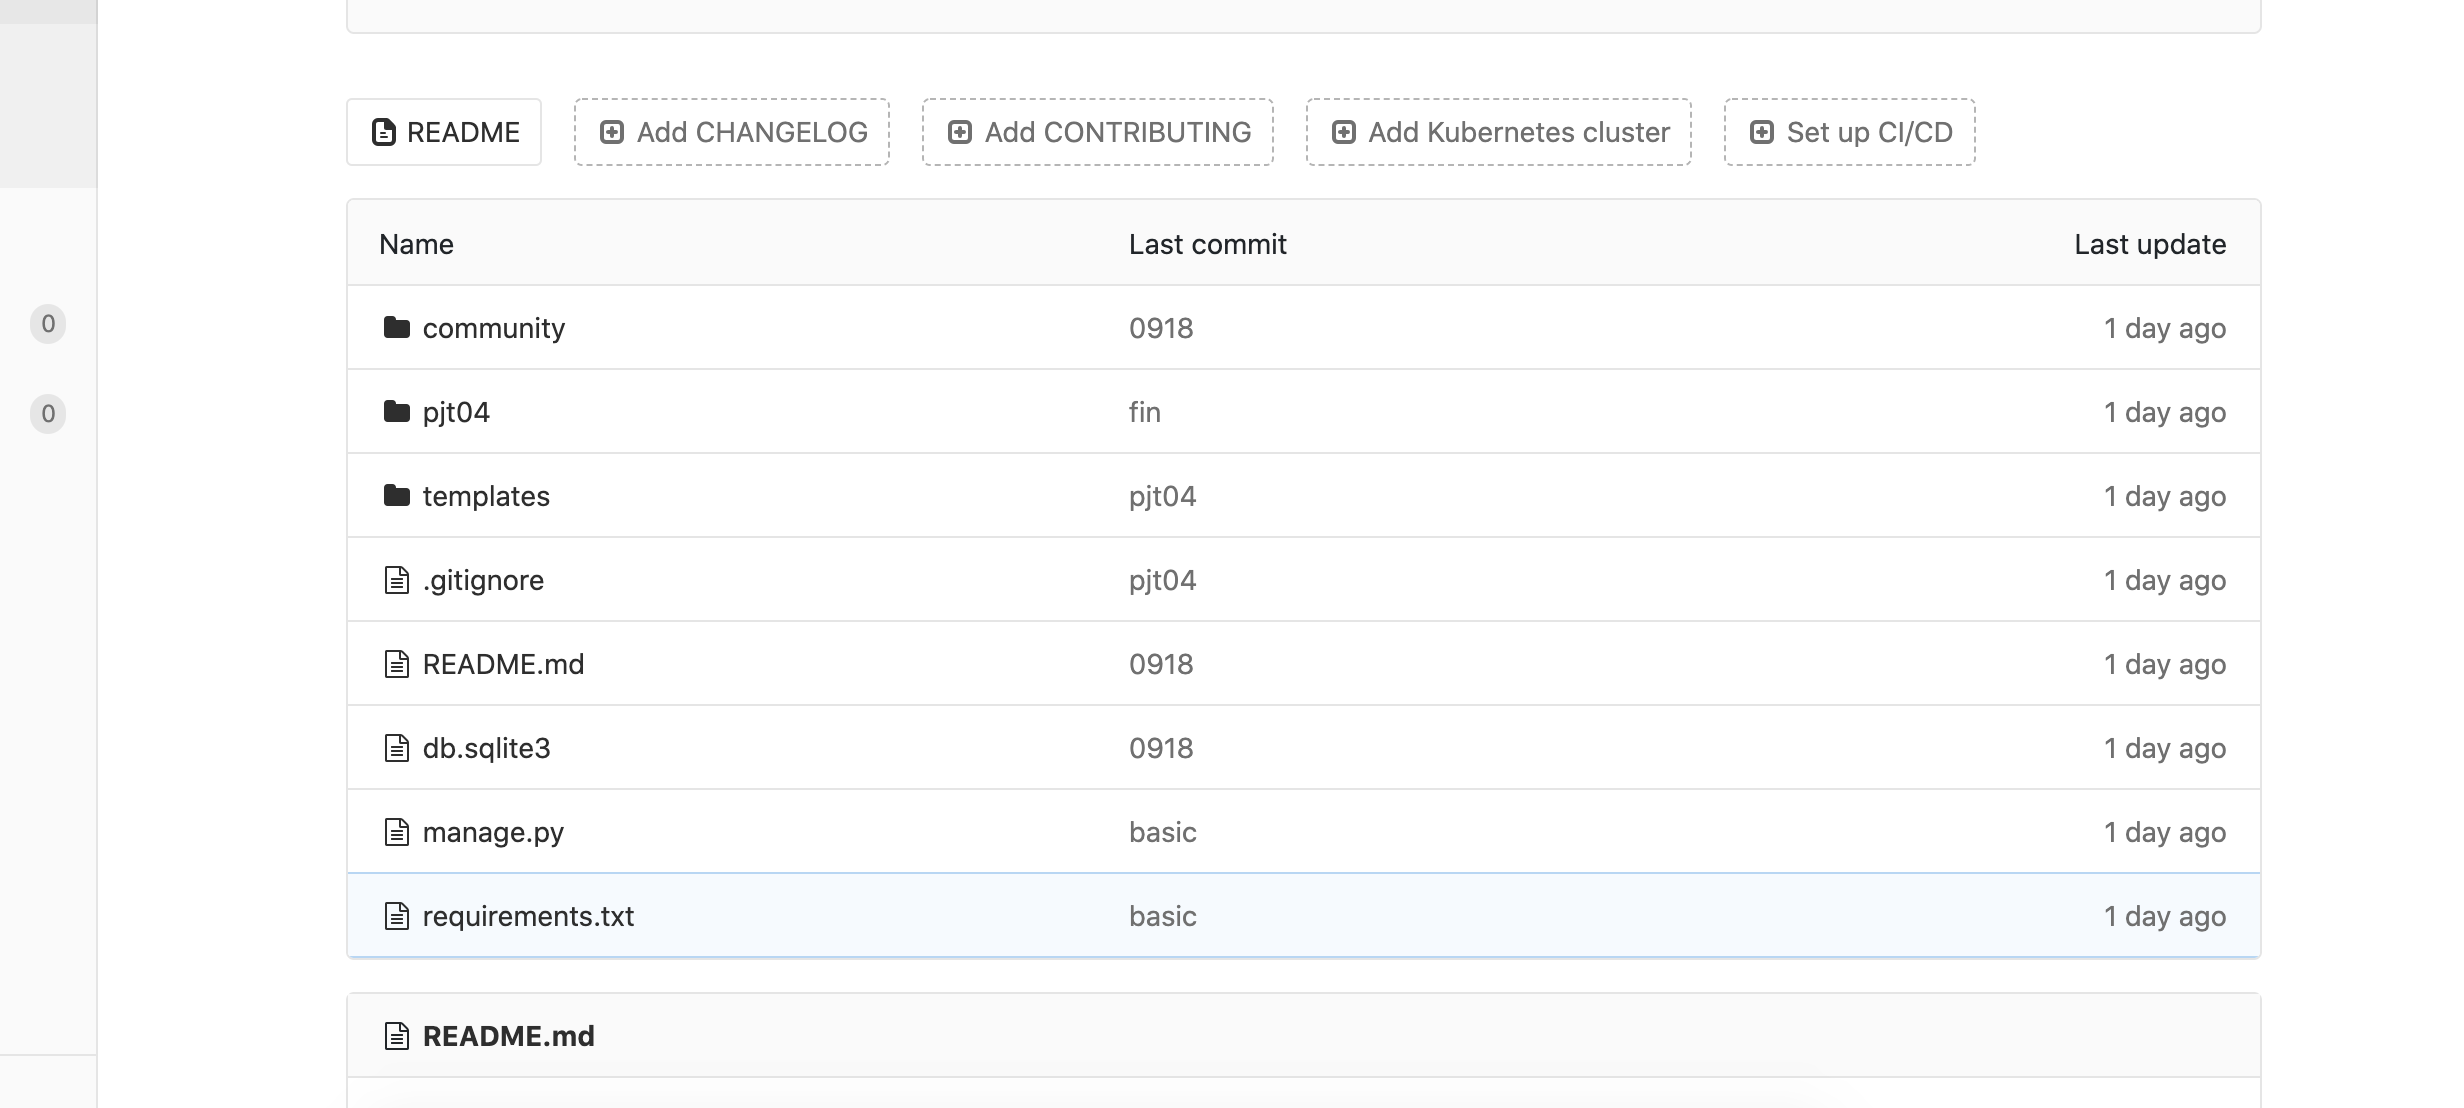 README Add CHANGELOG Add CONTRIBUTING Add Kubernetes cluster Set up CI/CD
Name Last commit Last update
community 0918 1 day ago
0
pjt04 fin 1 day ago
0
templates pjt04 1 day ago
.gitignore pjt04 1 day ago
README.md 0918 1 day ago
db.sqlite3 0918 1 day ago
manage.py basic 1 day ago
requirements.txt basic 1 day ago
README.md